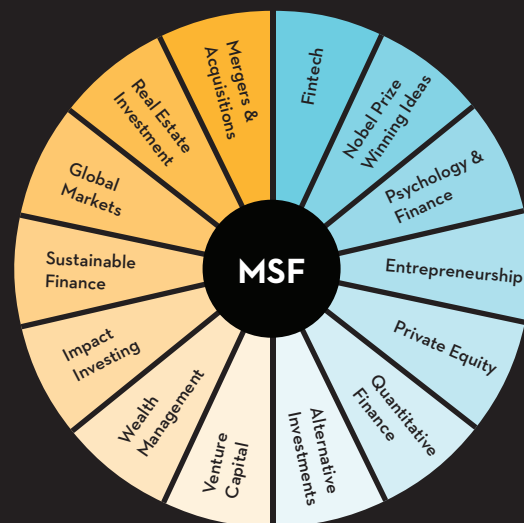 MSF
Fintech
Nobel Prize
Winning Ideas
Psychology &
Finance
Entrepreneurship
Private Equity
Quantitative
Finance
Alternative
Investments
Venture
Capital
Wealth
Management
Impact
Investing
Sustainable
Finance
Global
Markets
Real Estate
Investment
Mergers &
Acquisitions